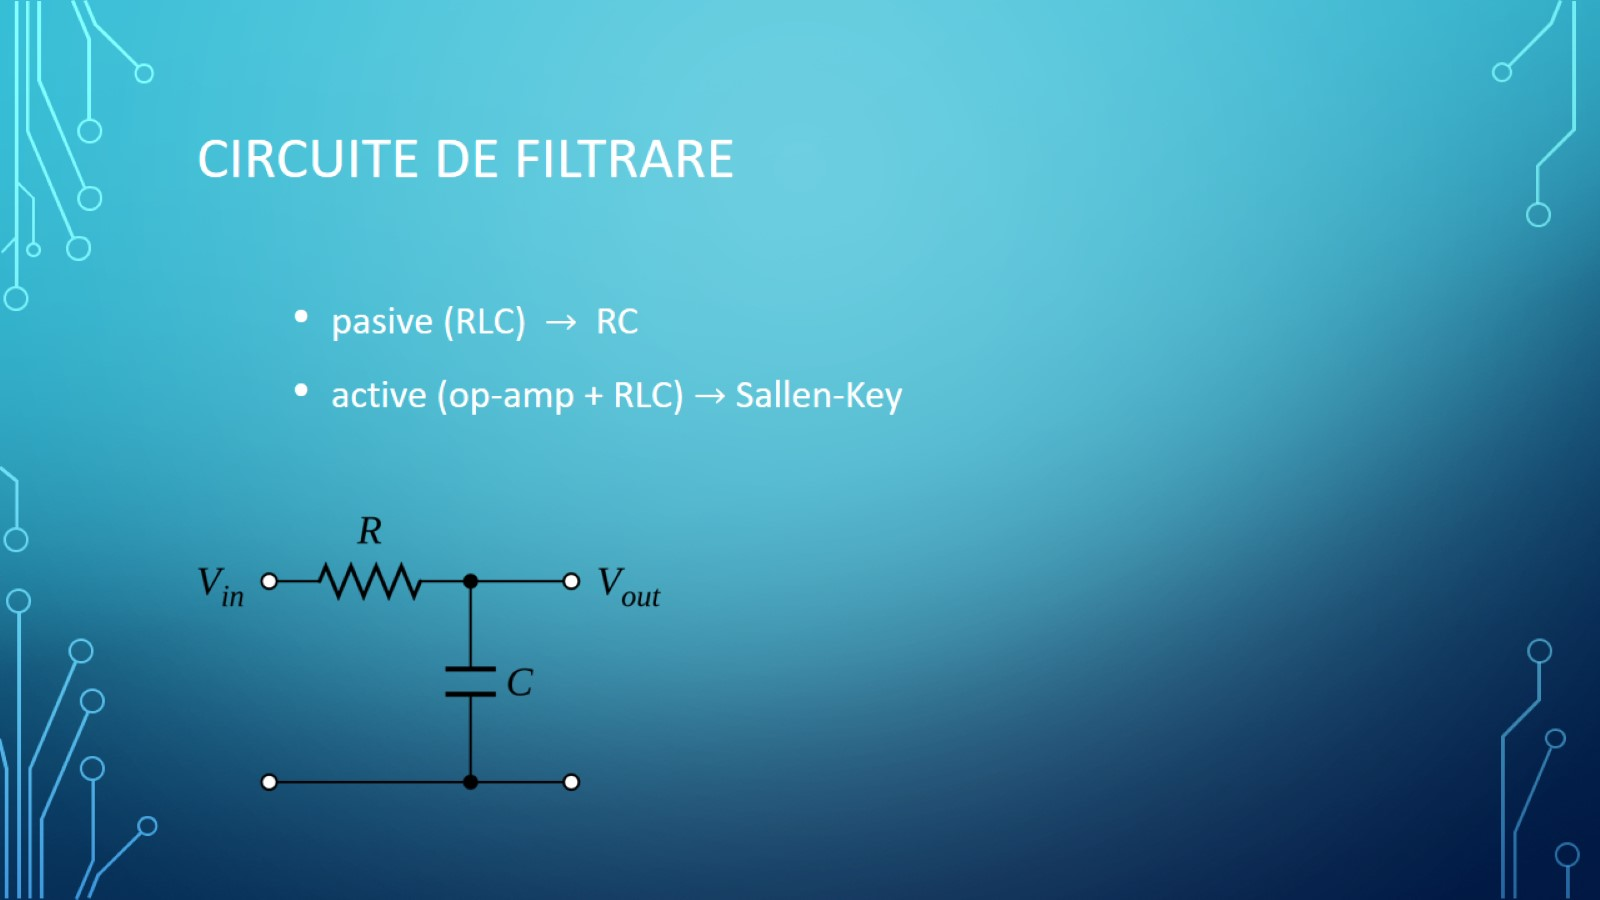 CIRCUITE DE FILTRARE
• pasive (RLC) → RC
• active (op-amp + RLC) → Sallen-Key
R
Vin
Vout
C